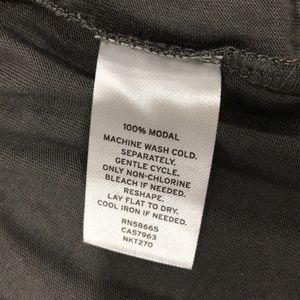 100% MODAL
MACHINE WASH COLD.
SEPARATELY.
GENTLE CYCLE.
ONLY NON-CHLORINE
BLEACH IF NEEDED.
RESHAPE.
LAY FLAT TO DRY.
COOL IRON IF NEEDED.
RN58665
CA57963
NKT270